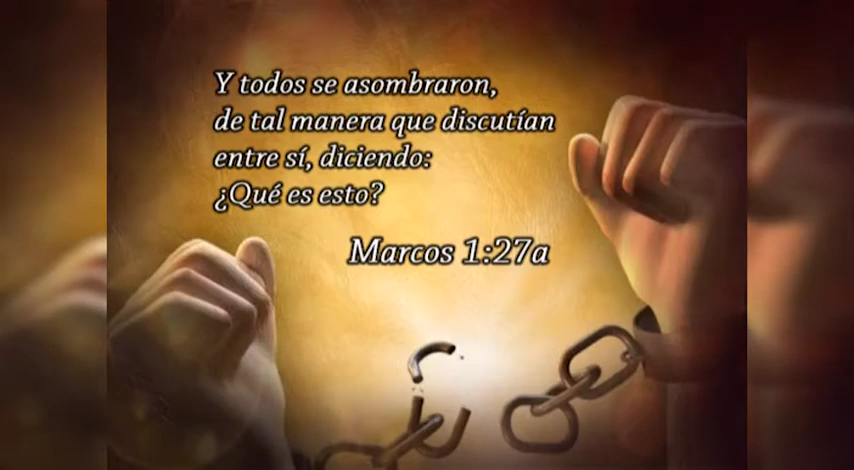 Y todos se asombraron,
de tal manera que discutían
entre sí, diciendo:
¿Qué es esto?
Marcos 1:27a